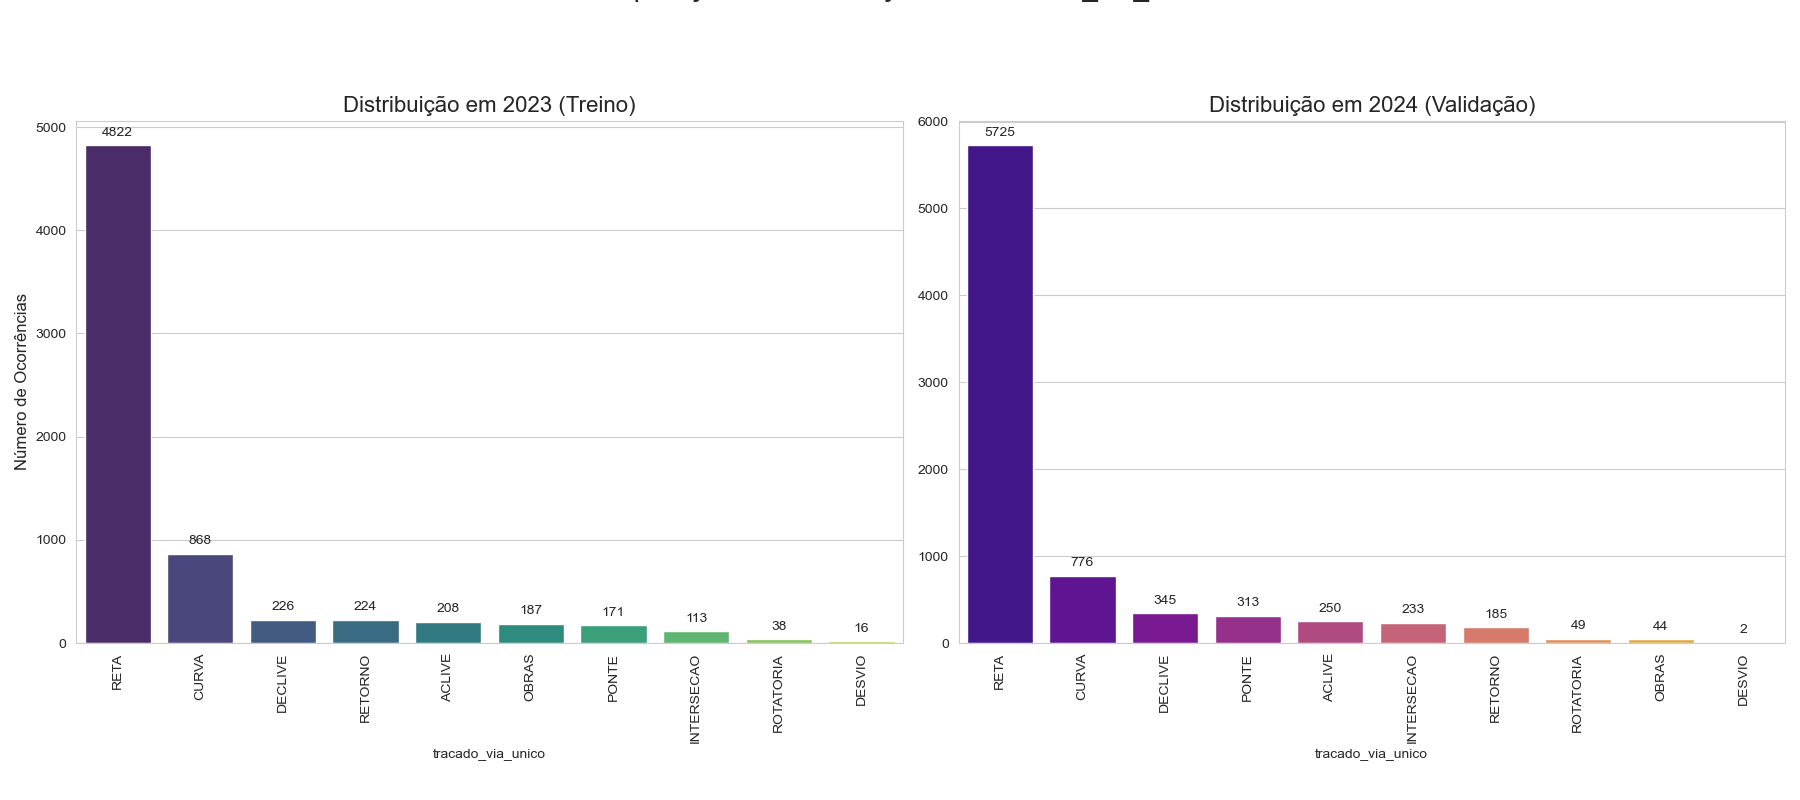 Distribuição em 2023 (Treino)
Número de Ocorrências
5000
4000
3000
2000
1000
0
4822
868
226
224
208
187
171
113
38
16
RETA
CURVA
DECLIVE
RETORNO
ACLIVE
OBRAS
PONTE
INTERSECAO
ROTATORIA
DESVIO
tracado_via_unico
Distribuição em 2024 (Validação)
6000
5000
4000
3000
2000
1000
0
5725
776
345
313
250
233
185
49
44
2
RETA
CURVA
DECLIVE
PONTE
ACLIVE
INTERSECAO
RETORNO
ROTATORIA
OBRAS
DESVIO
tracado_via_unico